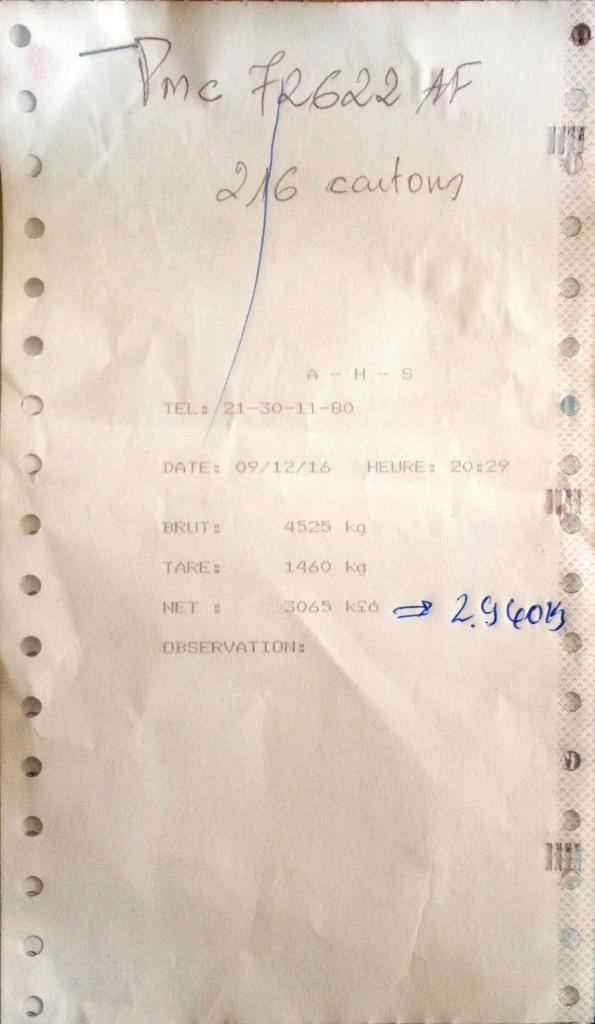 Pmc 72622 AF
216 cartons
A - H - S
TEL: 21-30-11-80
DATE: 09/12/16 HEURE: 20:29
BRUT: 4525 kg
TARE: 1460 kg
NET : 3065 kg ⇒ 2.940
OBSERVATION: